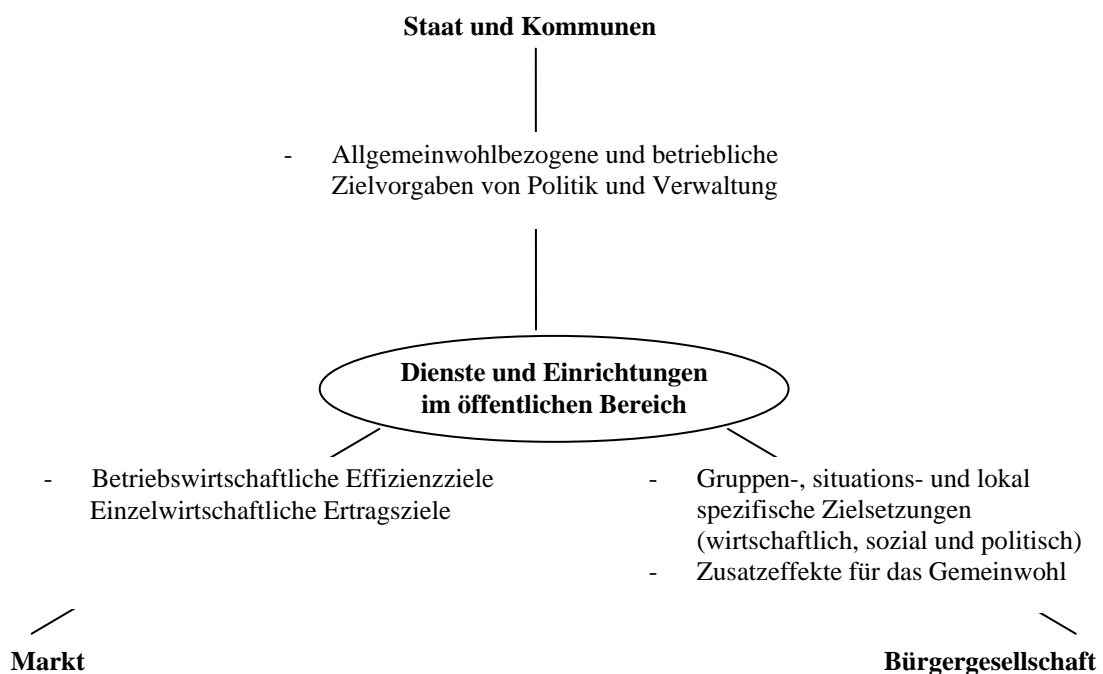 Staat und Kommunen
- Allgemeinwohlbezogene und betriebliche
Zielvorgaben von Politik und Verwaltung
Dienste und Einrichtungen
im öffentlichen Bereich
- Betriebswirtschaftliche Effizienzziele
Einzelwirtschaftliche Ertragsziele
- Gruppen-, situations- und lokal
spezifische Zielsetzungen
(wirtschaftlich, sozial und politisch)
- Zusatzeffekte für das Gemeinwohl
Markt
Bürgergesellschaft